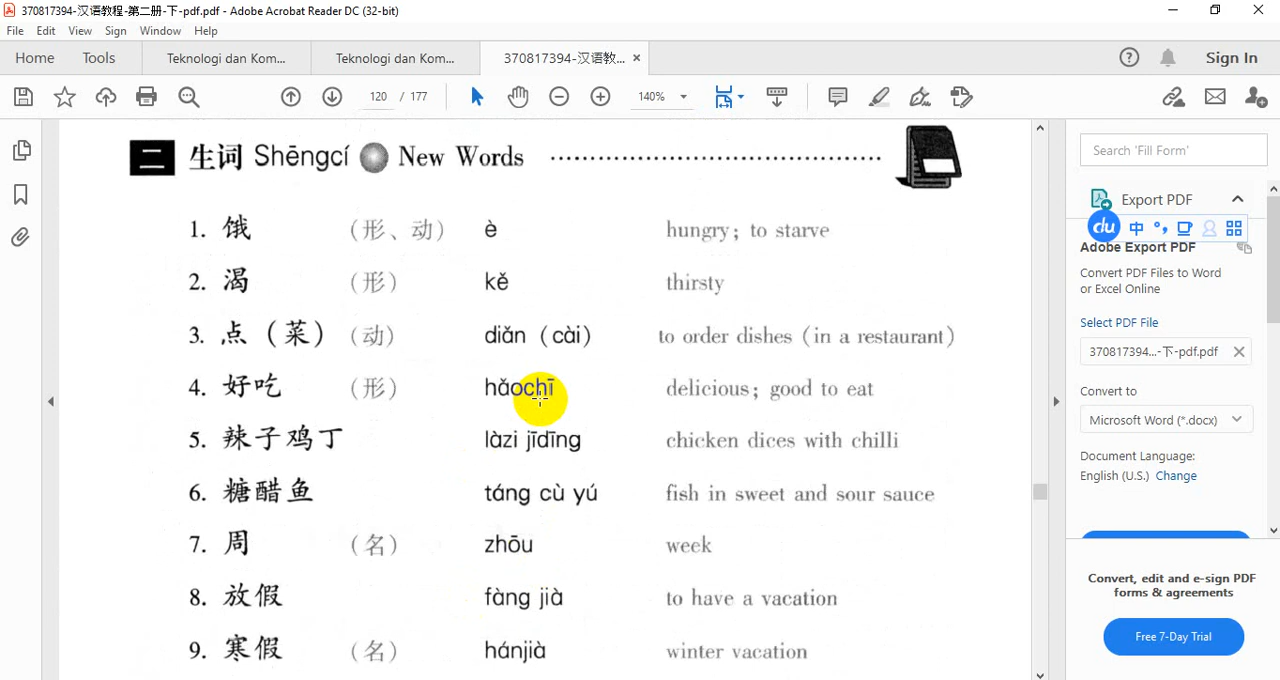 370817394-汉语教程-第二册-下-pdf.pdf - Adobe Acrobat Reader DC (32-bit)
File Edit View Sign Window Help
Home Tools Teknologi dan Kom... Teknologi dan Kom... 370817394-汉语教... × Sign In
120 / 177 140%
二 生词 Shēngcí New Words
1. 饿 （形、动） è hungry; to starve
2. 渴 （形） kě thirsty
3. 点（菜） （动） diǎn（cài） to order dishes（in a restaurant）
4. 好吃 （形） hǎochī delicious; good to eat
5. 辣子鸡丁 làzi jīdīng chicken dices with chilli
6. 糖醋鱼 táng cù yú fish in sweet and sour sauce
7. 周 （名） zhōu week
8. 放假 fàng jià to have a vacation
9. 寒假 （名） hánjià winter vacation
Search 'Fill Form'
Export PDF
du 中 °,
Adobe Export PDF
Convert PDF Files to Word
or Excel Online
Select PDF File
370817394...-下-pdf.pdf
Convert to
Microsoft Word (*.docx)
Document Language:
English (U.S.) Change
Convert, edit and e-sign PDF
forms & agreements
Free 7-Day Trial